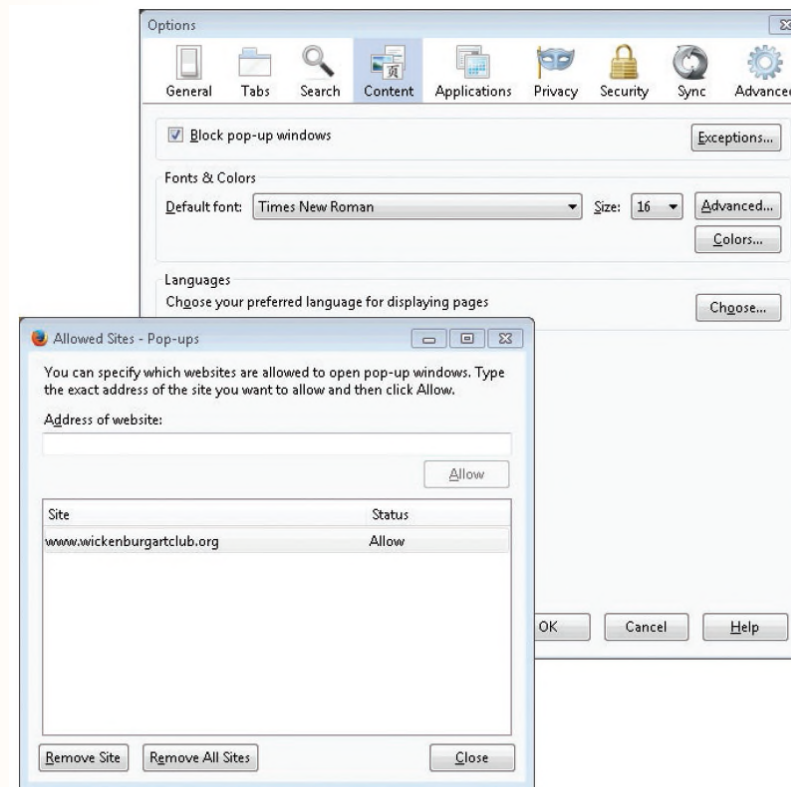 Options
General Tabs Search Content Applications Privacy Security Sync Advanced
Block pop-up windows
Exceptions...
Fonts & Colors
Default font: Times New Roman Size: 16 Advanced...
Colors...
Languages
Choose your preferred language for displaying pages
Choose...
Allowed Sites - Pop-ups
You can specify which websites are allowed to open pop-up windows. Type
the exact address of the site you want to allow and then click Allow.
Address of website:
Allow
Site Status
www.wickenburgartclub.org Allow
Remove Site Remove All Sites Close
OK Cancel Help